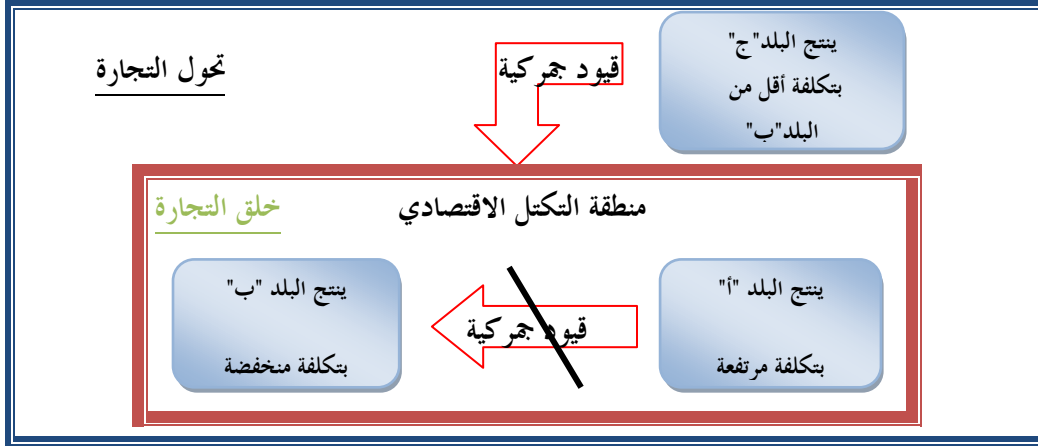 ينتج البلد"ج"
بتكلفة أقل من
البلد"ب"
قيود جمركية
تحول التجارة
منطقة التكتل الاقتصادي
خلق التجارة
ينتج البلد "أ"
بتكلفة مرتفعة
قيود جمركية
ينتج البلد "ب"
بتكلفة منخفضة